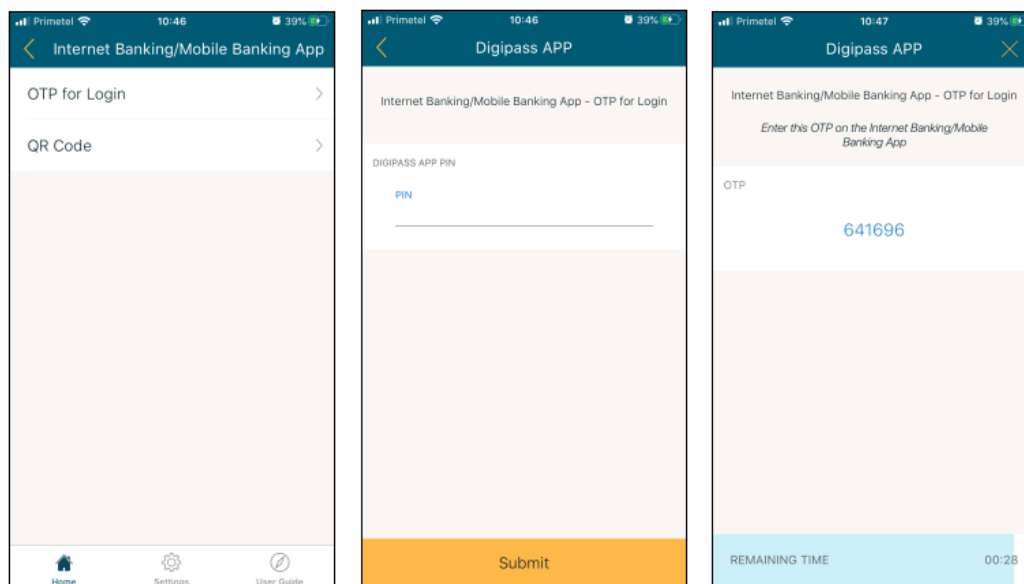 Primetel 10:46 39%
Internet Banking/Mobile Banking App
OTP for Login
QR Code
Home Settings User Guide
Primetel 10:46 39%
Digipass APP
Internet Banking/Mobile Banking App - OTP for Login
DIGIPASS APP PIN
PIN
Submit
Primetel 10:47 39%
Digipass APP
Internet Banking/Mobile Banking App - OTP for Login
Enter this OTP on the Internet Banking/Mobile
Banking App
OTP
641696
REMAINING TIME 00:28